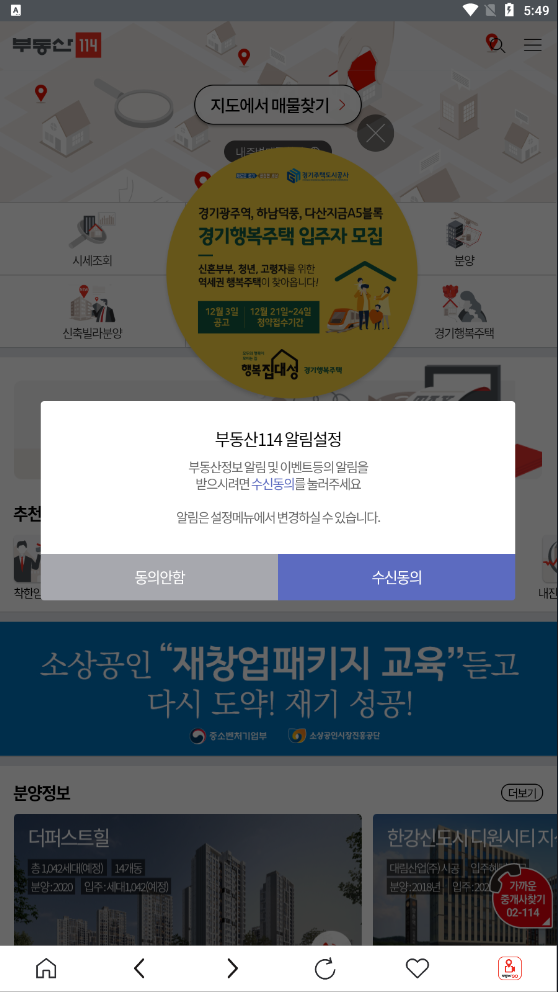 5:49
부동산 114
지도에서 매물찾기
경기주택도시공사
경기광주역, 하남덕풍, 다산지금A5블록
경기행복주택 입주자 모집
신혼부부, 청년, 고령자를 위한
역세권 행복주택이 찾아옵니다!
12월 3일
공고
12월 21일~24일
청약접수기간
행복집대성 경기행복주택
시세조회
분양
신축빌라분양
경기행복주택
부동산114 알림설정
부동산정보 알림 및 이벤트등의 알림을
받으시려면 수신동의를 눌러주세요
알림은 설정메뉴에서 변경하실 수 있습니다.
동의안함
수신동의
추천
소상공인 “재창업패키지 교육”듣고
다시 도약! 재기 성공!
중소벤처기업부
소상공인시장진흥공단
분양정보
더보기
더퍼스트힐
총 1,042세대(예정) 14개동
분양 : 2020 입주 : 세대1,042(예정)
한강신도시 디원시티 지
대림산업(주) 시공
분양 : 2018년 입주 : 202
가까운
중개사찾기
02-114